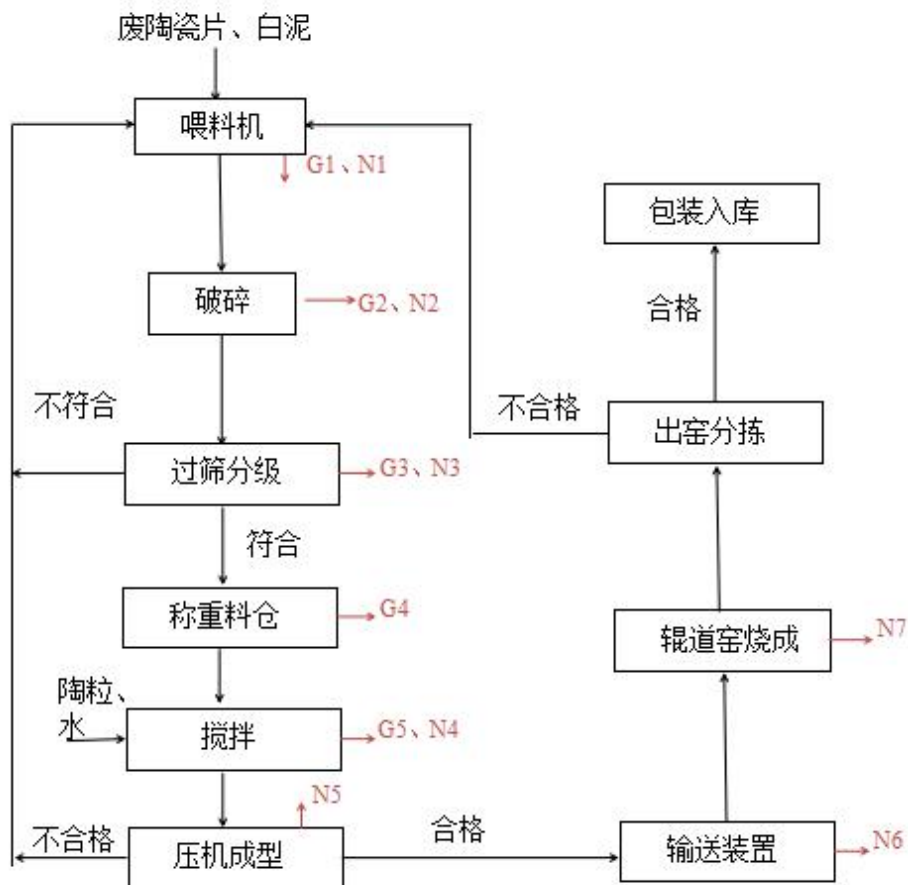 废陶瓷片、白泥
喂料机
G1、N1
破碎
G2、N2
不符合
过筛分级
G3、N3
符合
称重料仓
G4
陶粒、
水
搅拌
G5、N4
N5
不合格
压机成型
合格
输送装置
N6
辊道窑烧成
N7
出窑分拣
不合格
合格
包装入库